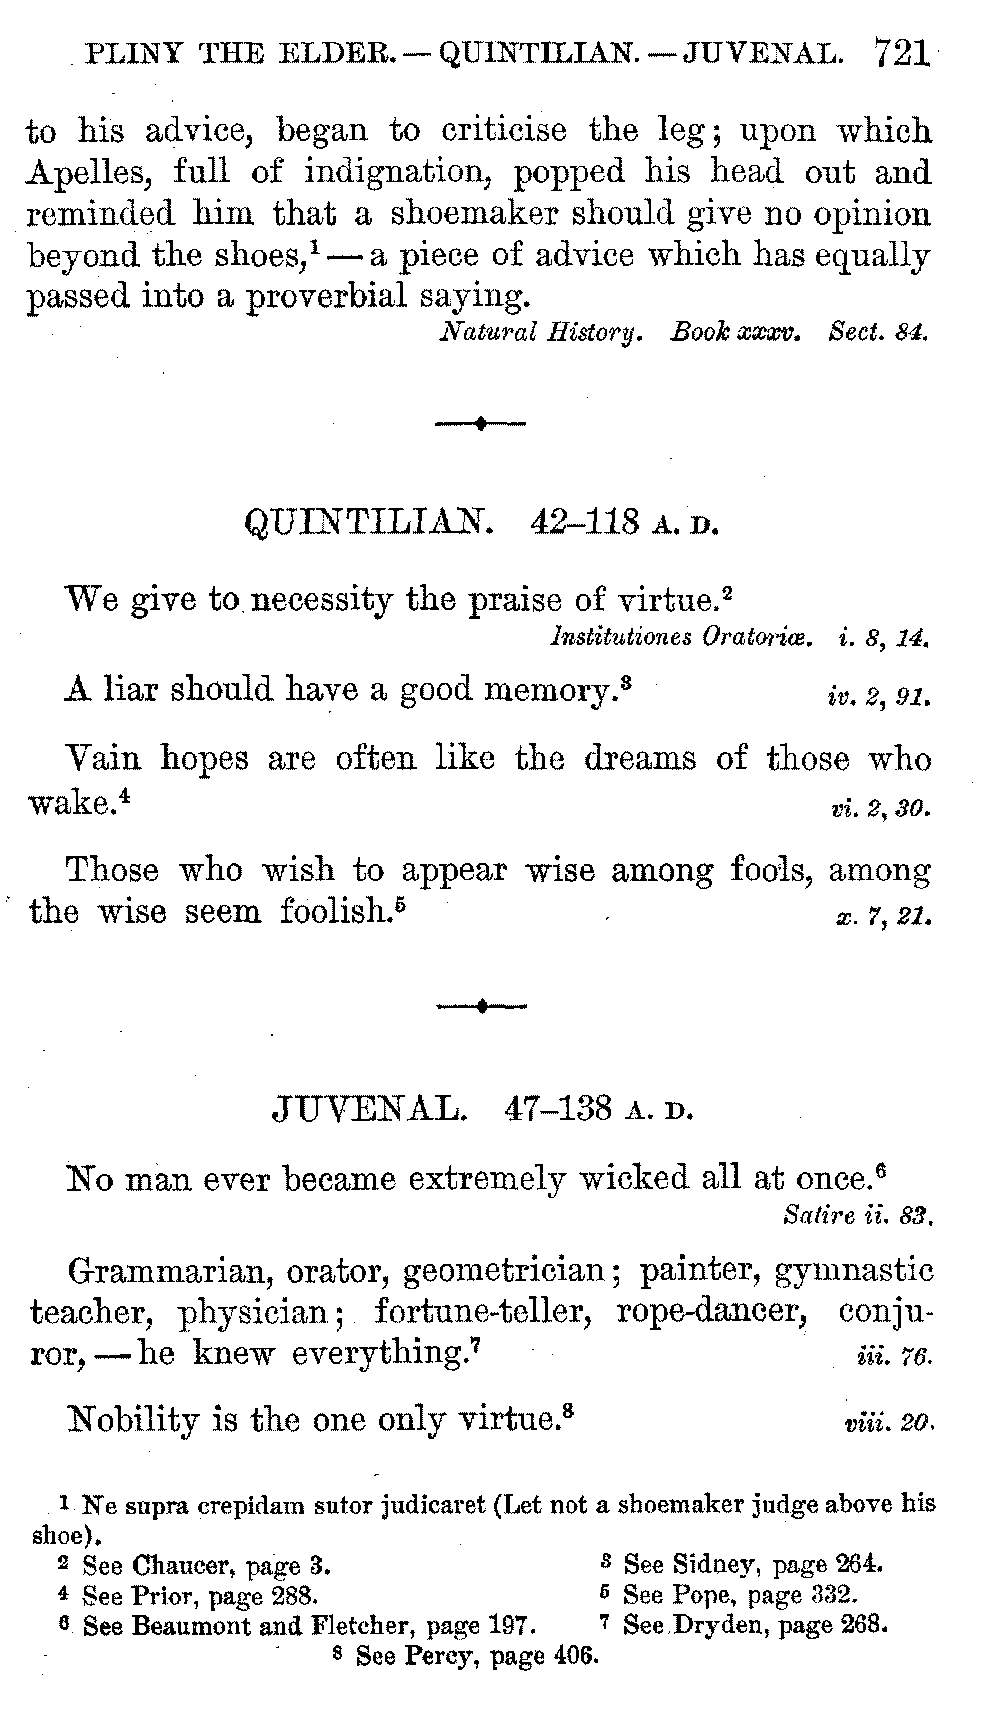 PLINY THE ELDER. — QUINTILIAN. — JUVENAL. 721
to his advice, began to criticise the leg; upon which
Apelles, full of indignation, popped his head out and
reminded him that a shoemaker should give no opinion
beyond the shoes,¹ — a piece of advice which has equally
passed into a proverbial saying.
Natural History. Book xxxv. Sect. 84.
QUINTILIAN. 42–118 A. D.
We give to necessity the praise of virtue.²
Institutiones Oratoriæ. i. 8, 14.
A liar should have a good memory.³ iv. 2, 91.
Vain hopes are often like the dreams of those who
wake.⁴ vi. 2, 30.
Those who wish to appear wise among fools, among
the wise seem foolish.⁵ x. 7, 21.
JUVENAL. 47–138 A. D.
No man ever became extremely wicked all at once.⁶
Satire ii. 83.
Grammarian, orator, geometrician; painter, gymnastic
teacher, physician; fortune-teller, rope-dancer, conju-
ror, — he knew everything.⁷ iii. 76.
Nobility is the one only virtue.⁸ viii. 20.
¹ Ne supra crepidam sutor judicaret (Let not a shoemaker judge above his
shoe).
² See Chaucer, page 3. ³ See Sidney, page 264.
⁴ See Prior, page 288. ⁵ See Pope, page 332.
⁶ See Beaumont and Fletcher, page 197. ⁷ See Dryden, page 268.
⁸ See Percy, page 406.